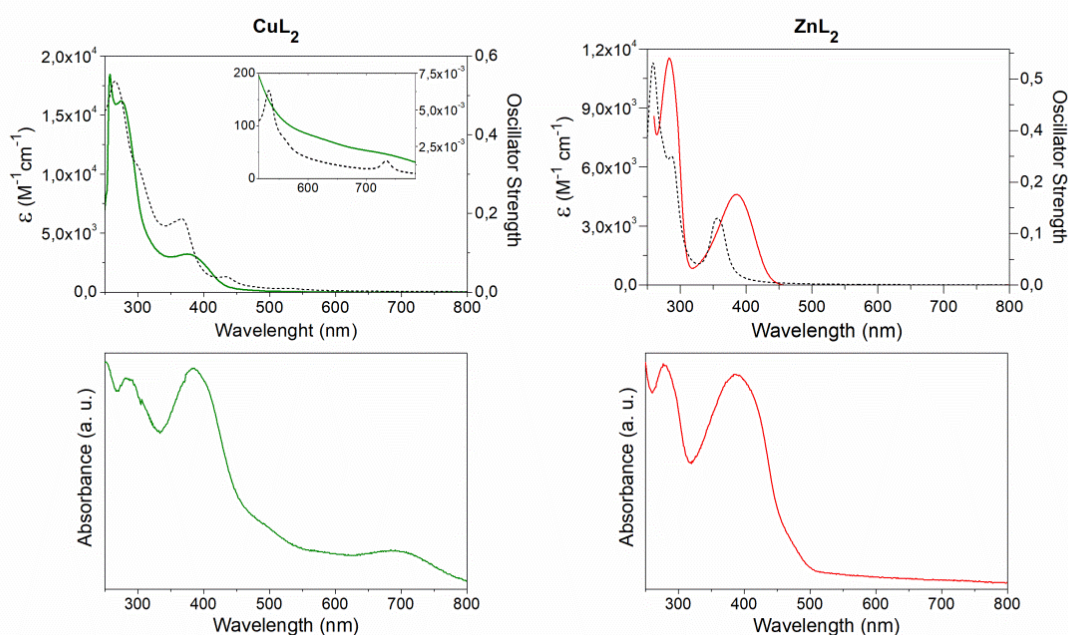 CuL2
2,0x10^4
1,5x10^4
1,0x10^4
5,0x10^3
0,0
ε (M^-1 cm^-1)
0,6
0,4
0,2
0,0
Oscillator Strength
200
100
0
7,5x10^-3
5,0x10^-3
2,5x10^-3
600 700
300 400 500 600 700 800
Wavelenght (nm)
ZnL2
1,2x10^4
9,0x10^3
6,0x10^3
3,0x10^3
0,0
ε (M^-1 cm^-1)
0,5
0,4
0,2
0,1
0,0
Oscillator Strength
300 400 500 600 700 800
Wavelength (nm)
Absorbance (a. u.)
300 400 500 600 700 800
Wavelength (nm)
Absorbance (a. u.)
300 400 500 600 700 800
Wavelength (nm)